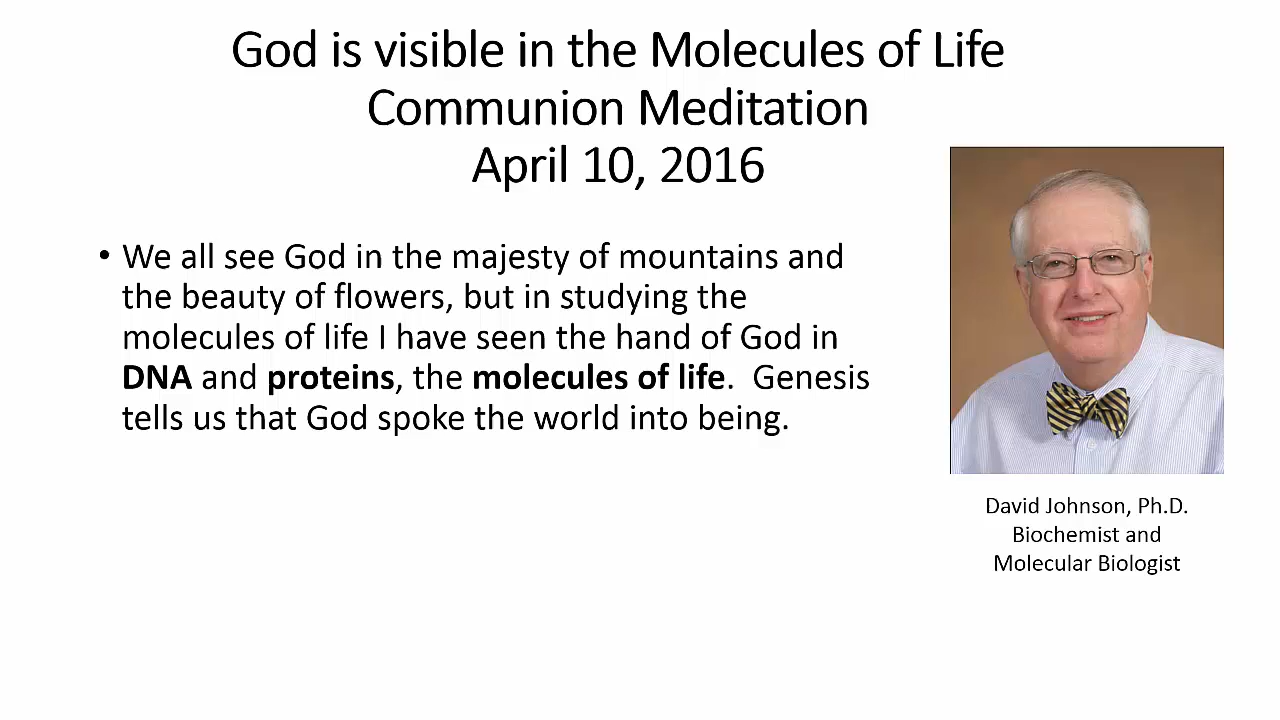 God is visible in the Molecules of Life
Communion Meditation
April 10, 2016
• We all see God in the majesty of mountains and
the beauty of flowers, but in studying the
molecules of life I have seen the hand of God in
DNA and proteins, the molecules of life.  Genesis
tells us that God spoke the world into being.
David Johnson, Ph.D.
Biochemist and
Molecular Biologist